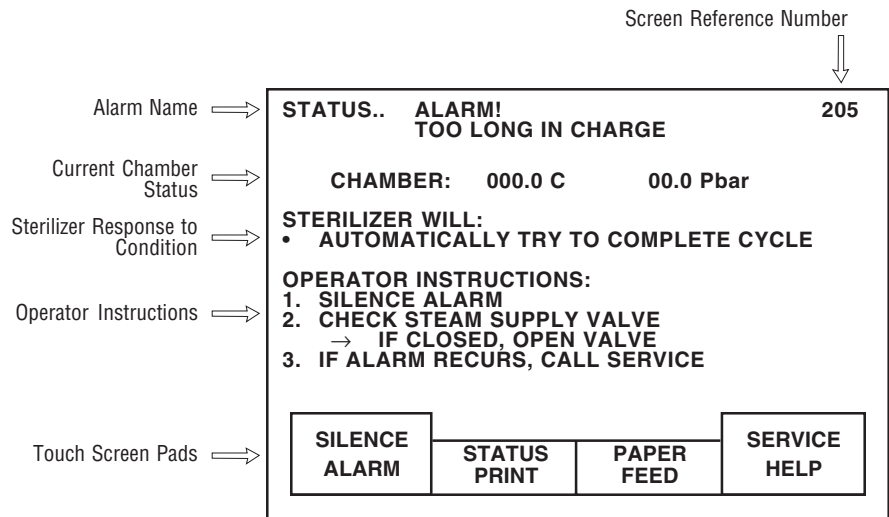 Screen Reference Number
Alarm Name
STATUS.. ALARM! 205
TOO LONG IN CHARGE
Current Chamber
Status
CHAMBER: 000.0 C 00.0 Pbar
Sterilizer Response to
Condition
STERILIZER WILL:
• AUTOMATICALLY TRY TO COMPLETE CYCLE
Operator Instructions
OPERATOR INSTRUCTIONS:
1. SILENCE ALARM
2. CHECK STEAM SUPPLY VALVE
→ IF CLOSED, OPEN VALVE
3. IF ALARM RECURS, CALL SERVICE
Touch Screen Pads
SILENCE
ALARM
STATUS
PRINT
PAPER
FEED
SERVICE
HELP